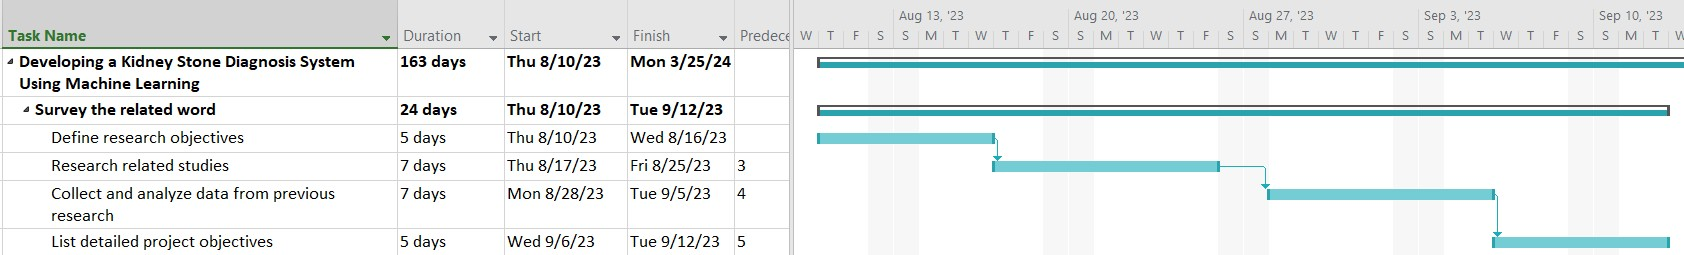 Aug 13, '23 Aug 20, '23 Aug 27, '23 Sep 3, '23 Sep 10, '23
Task Name Duration Start Finish Predece W T F S S M T W T F S S M T W T F S S M T W T F S S M T W T F S S M T W
Developing a Kidney Stone Diagnosis System 163 days Thu 8/10/23 Mon 3/25/24
Using Machine Learning
Survey the related word 24 days Thu 8/10/23 Tue 9/12/23
Define research objectives 5 days Thu 8/10/23 Wed 8/16/23
Research related studies 7 days Thu 8/17/23 Fri 8/25/23 3
Collect and analyze data from previous 7 days Mon 8/28/23 Tue 9/5/23 4
research
List detailed project objectives 5 days Wed 9/6/23 Tue 9/12/23 5